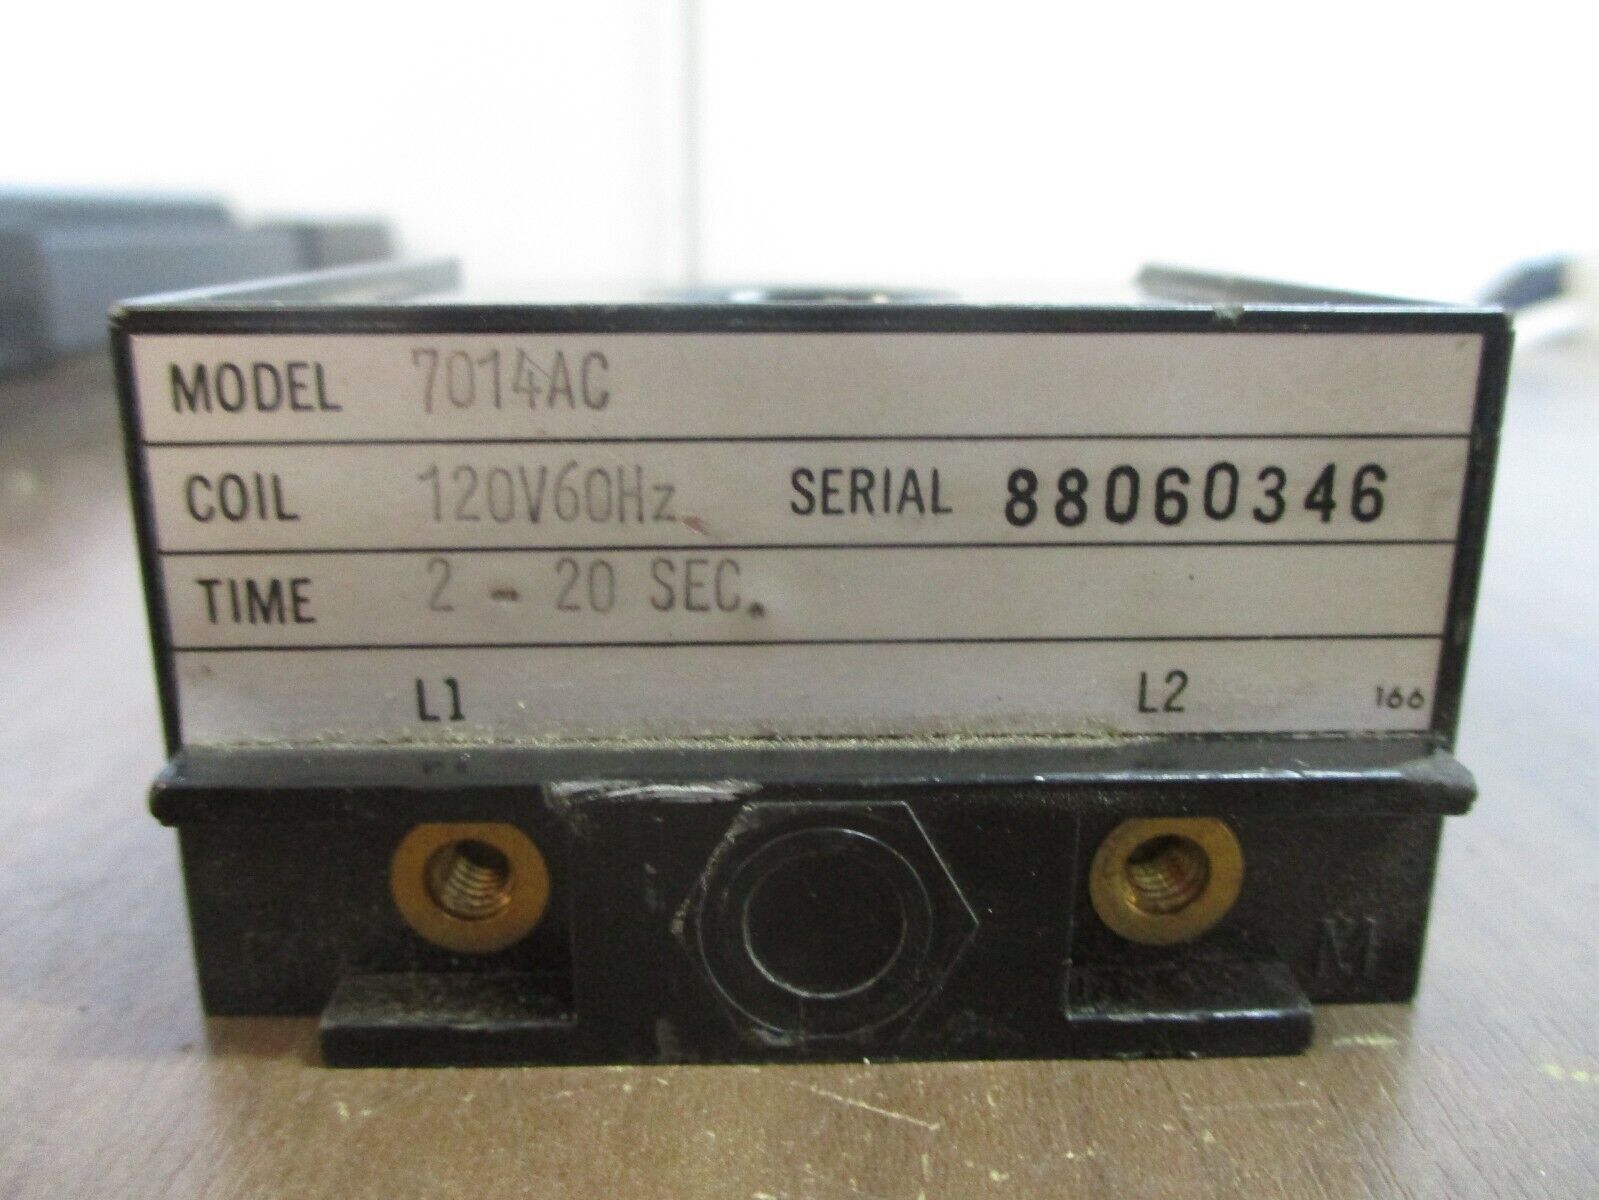 MODEL 7014AC
COIL 120V60Hz SERIAL 88060346
TIME 2 - 20 SEC.
L1 L2 166
M